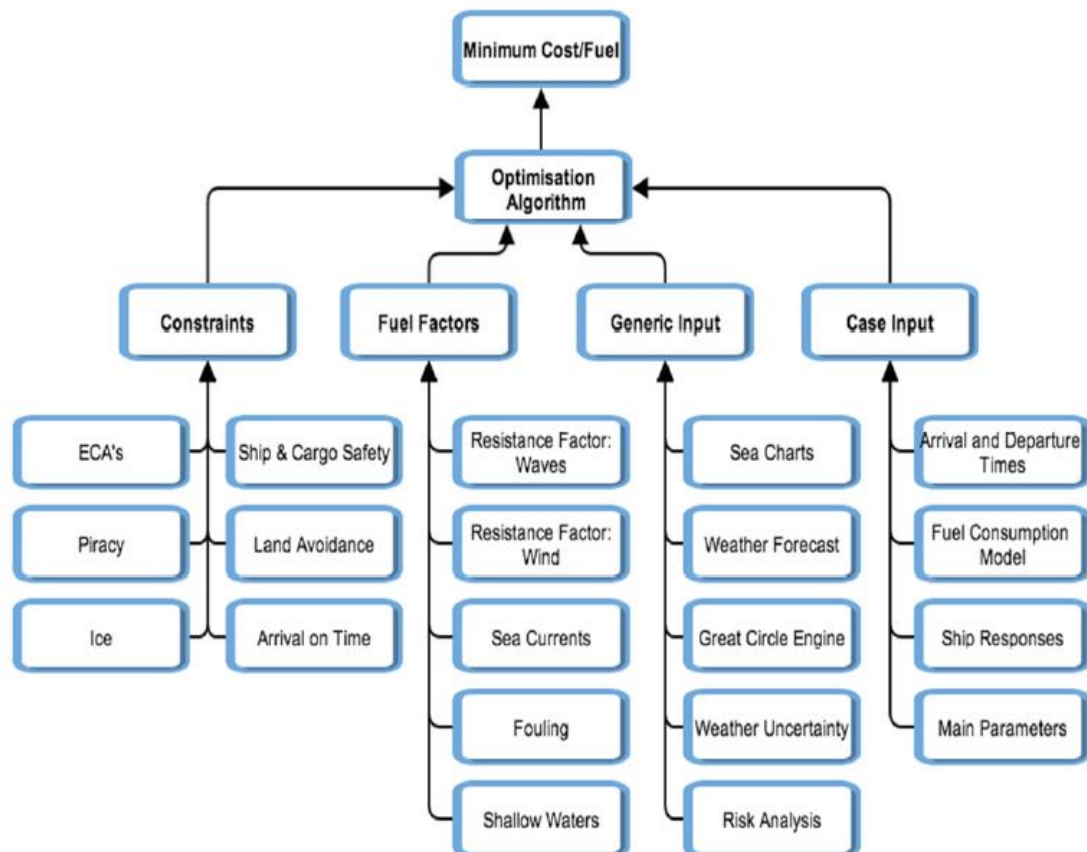 Minimum Cost/Fuel
Optimisation
Algorithm
Constraints
Fuel Factors
Generic Input
Case Input
ECA's
Ship & Cargo Safety
Resistance Factor:
Waves
Sea Charts
Arrival and Departure
Times
Piracy
Land Avoidance
Resistance Factor:
Wind
Weather Forecast
Fuel Consumption
Model
Ice
Arrival on Time
Sea Currents
Great Circle Engine
Ship Responses
Fouling
Weather Uncertainty
Main Parameters
Shallow Waters
Risk Analysis